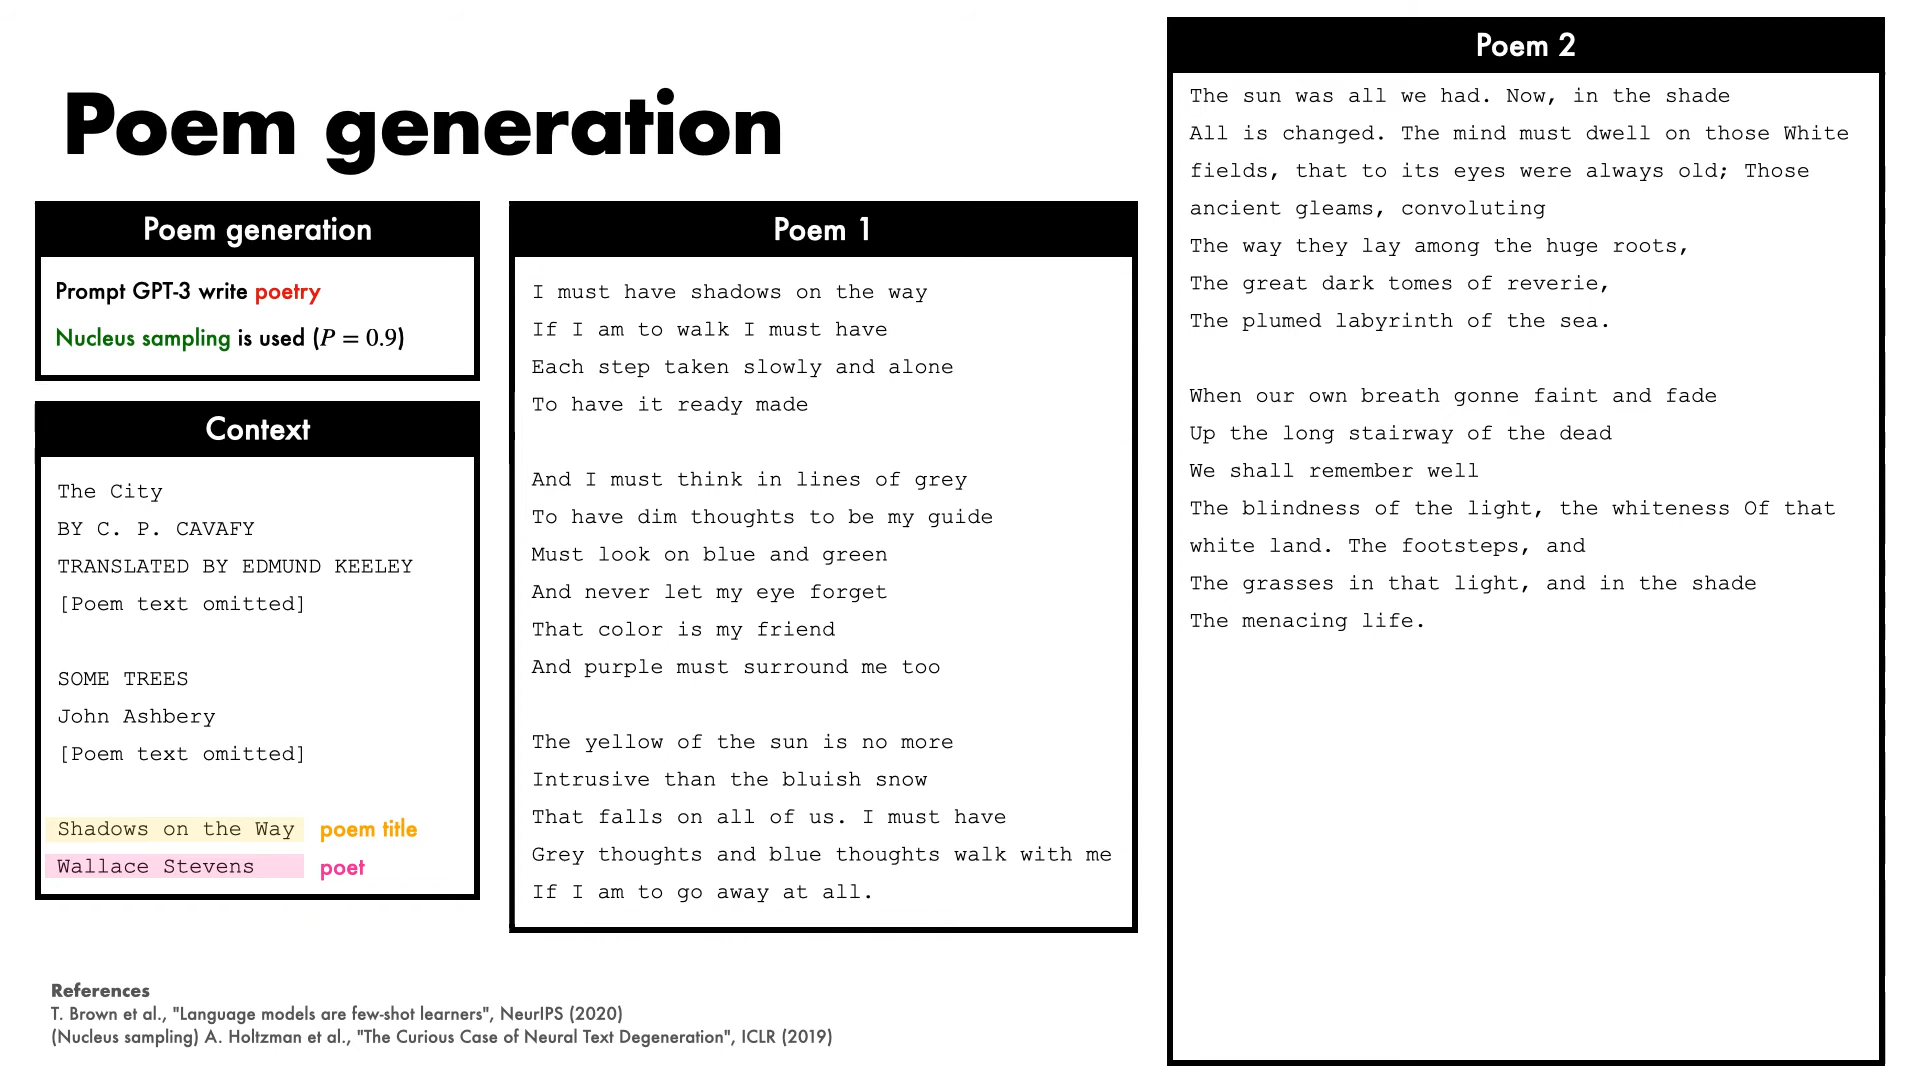 Poem generation
Poem generation
Prompt GPT-3 write poetry
Nucleus sampling is used (P = 0.9)
Context
The City
BY C. P. CAVAFY
TRANSLATED BY EDMUND KEELEY
[Poem text omitted]
SOME TREES
John Ashbery
[Poem text omitted]
Shadows on the Way poem title
Wallace Stevens poet
Poem 1
I must have shadows on the way
If I am to walk I must have
Each step taken slowly and alone
To have it ready made
And I must think in lines of grey
To have dim thoughts to be my guide
Must look on blue and green
And never let my eye forget
That color is my friend
And purple must surround me too
The yellow of the sun is no more
Intrusive than the bluish snow
That falls on all of us. I must have
Grey thoughts and blue thoughts walk with me
If I am to go away at all.
Poem 2
The sun was all we had. Now, in the shade
All is changed. The mind must dwell on those White
fields, that to its eyes were always old; Those
ancient gleams, convoluting
The way they lay among the huge roots,
The great dark tomes of reverie,
The plumed labyrinth of the sea.
When our own breath gonne faint and fade
Up the long stairway of the dead
We shall remember well
The blindness of the light, the whiteness Of that
white land. The footsteps, and
The grasses in that light, and in the shade
The menacing life.
References
T. Brown et al., "Language models are few-shot learners", NeurIPS (2020)
(Nucleus sampling) A. Holtzman et al., "The Curious Case of Neural Text Degeneration", ICLR (2019)